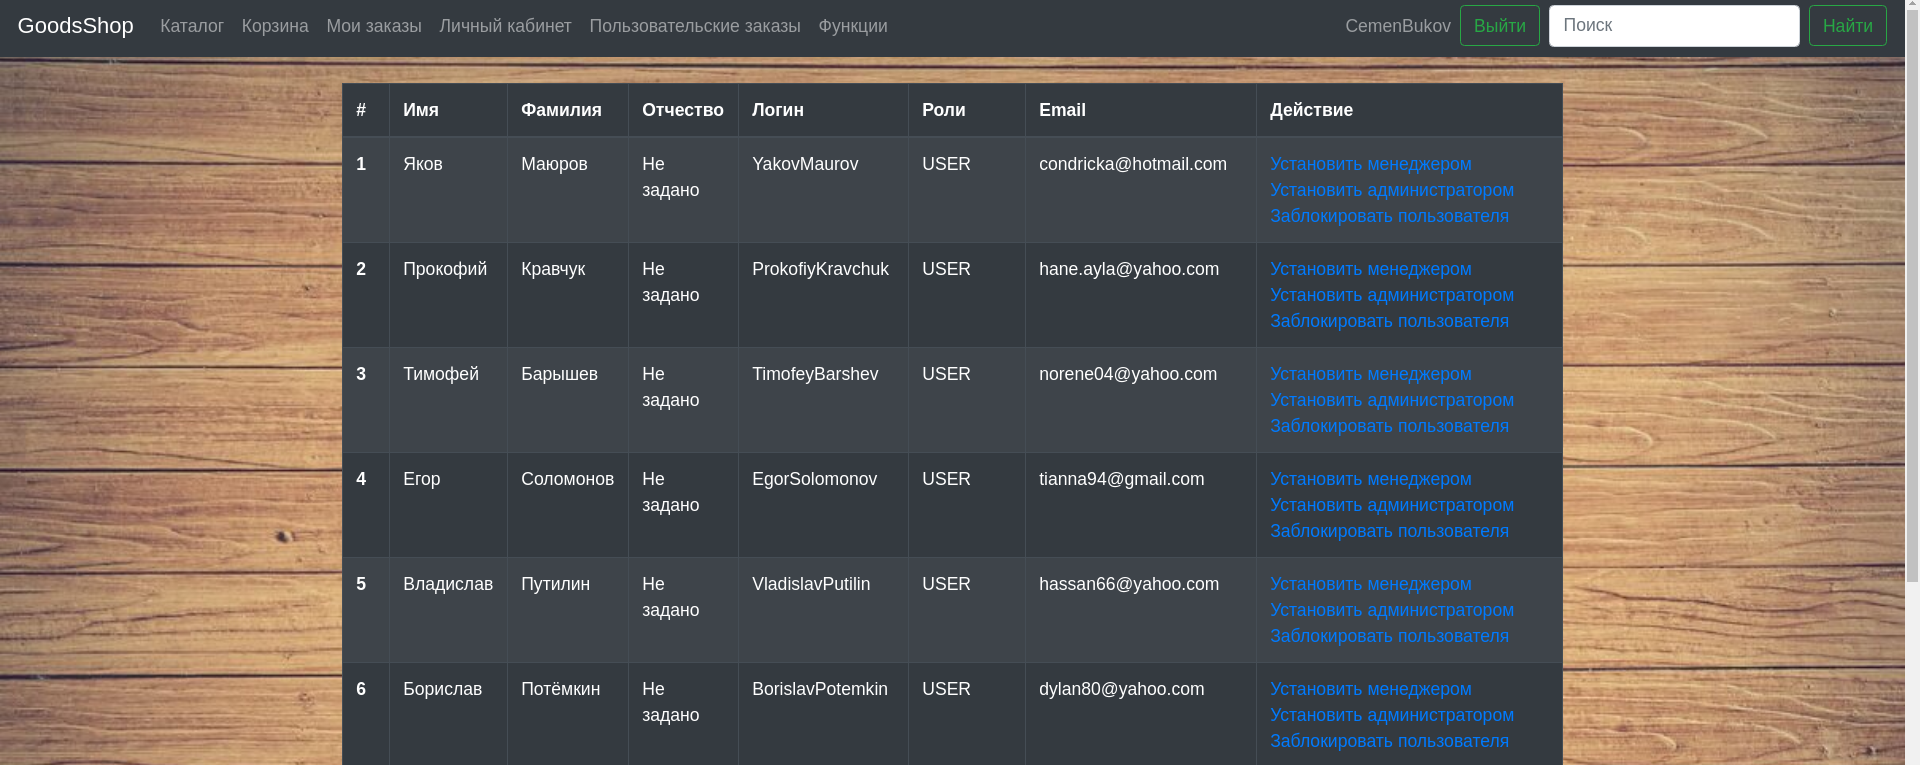 GoodsShop Каталог Корзина Мои заказы Личный кабинет Пользовательские заказы Функции CemenBukov Выйти Поиск Найти
# Имя Фамилия Отчество Логин Роли Email Действие
1 Яков Маюров Не YakovMaurov USER condricka@hotmail.com Установить менеджером
задано Установить администратором
Заблокировать пользователя
2 Прокофий Кравчук Не ProkofiyKravchuk USER hane.ayla@yahoo.com Установить менеджером
задано Установить администратором
Заблокировать пользователя
3 Тимофей Барышев Не TimofeyBarshev USER norene04@yahoo.com Установить менеджером
задано Установить администратором
Заблокировать пользователя
4 Егор Соломонов Не EgorSolomonov USER tianna94@gmail.com Установить менеджером
задано Установить администратором
Заблокировать пользователя
5 Владислав Путилин Не VladislavPutilin USER hassan66@yahoo.com Установить менеджером
задано Установить администратором
Заблокировать пользователя
6 Борислав Потёмкин Не BorislavPotemkin USER dylan80@yahoo.com Установить менеджером
задано Установить администратором
Заблокировать пользователя